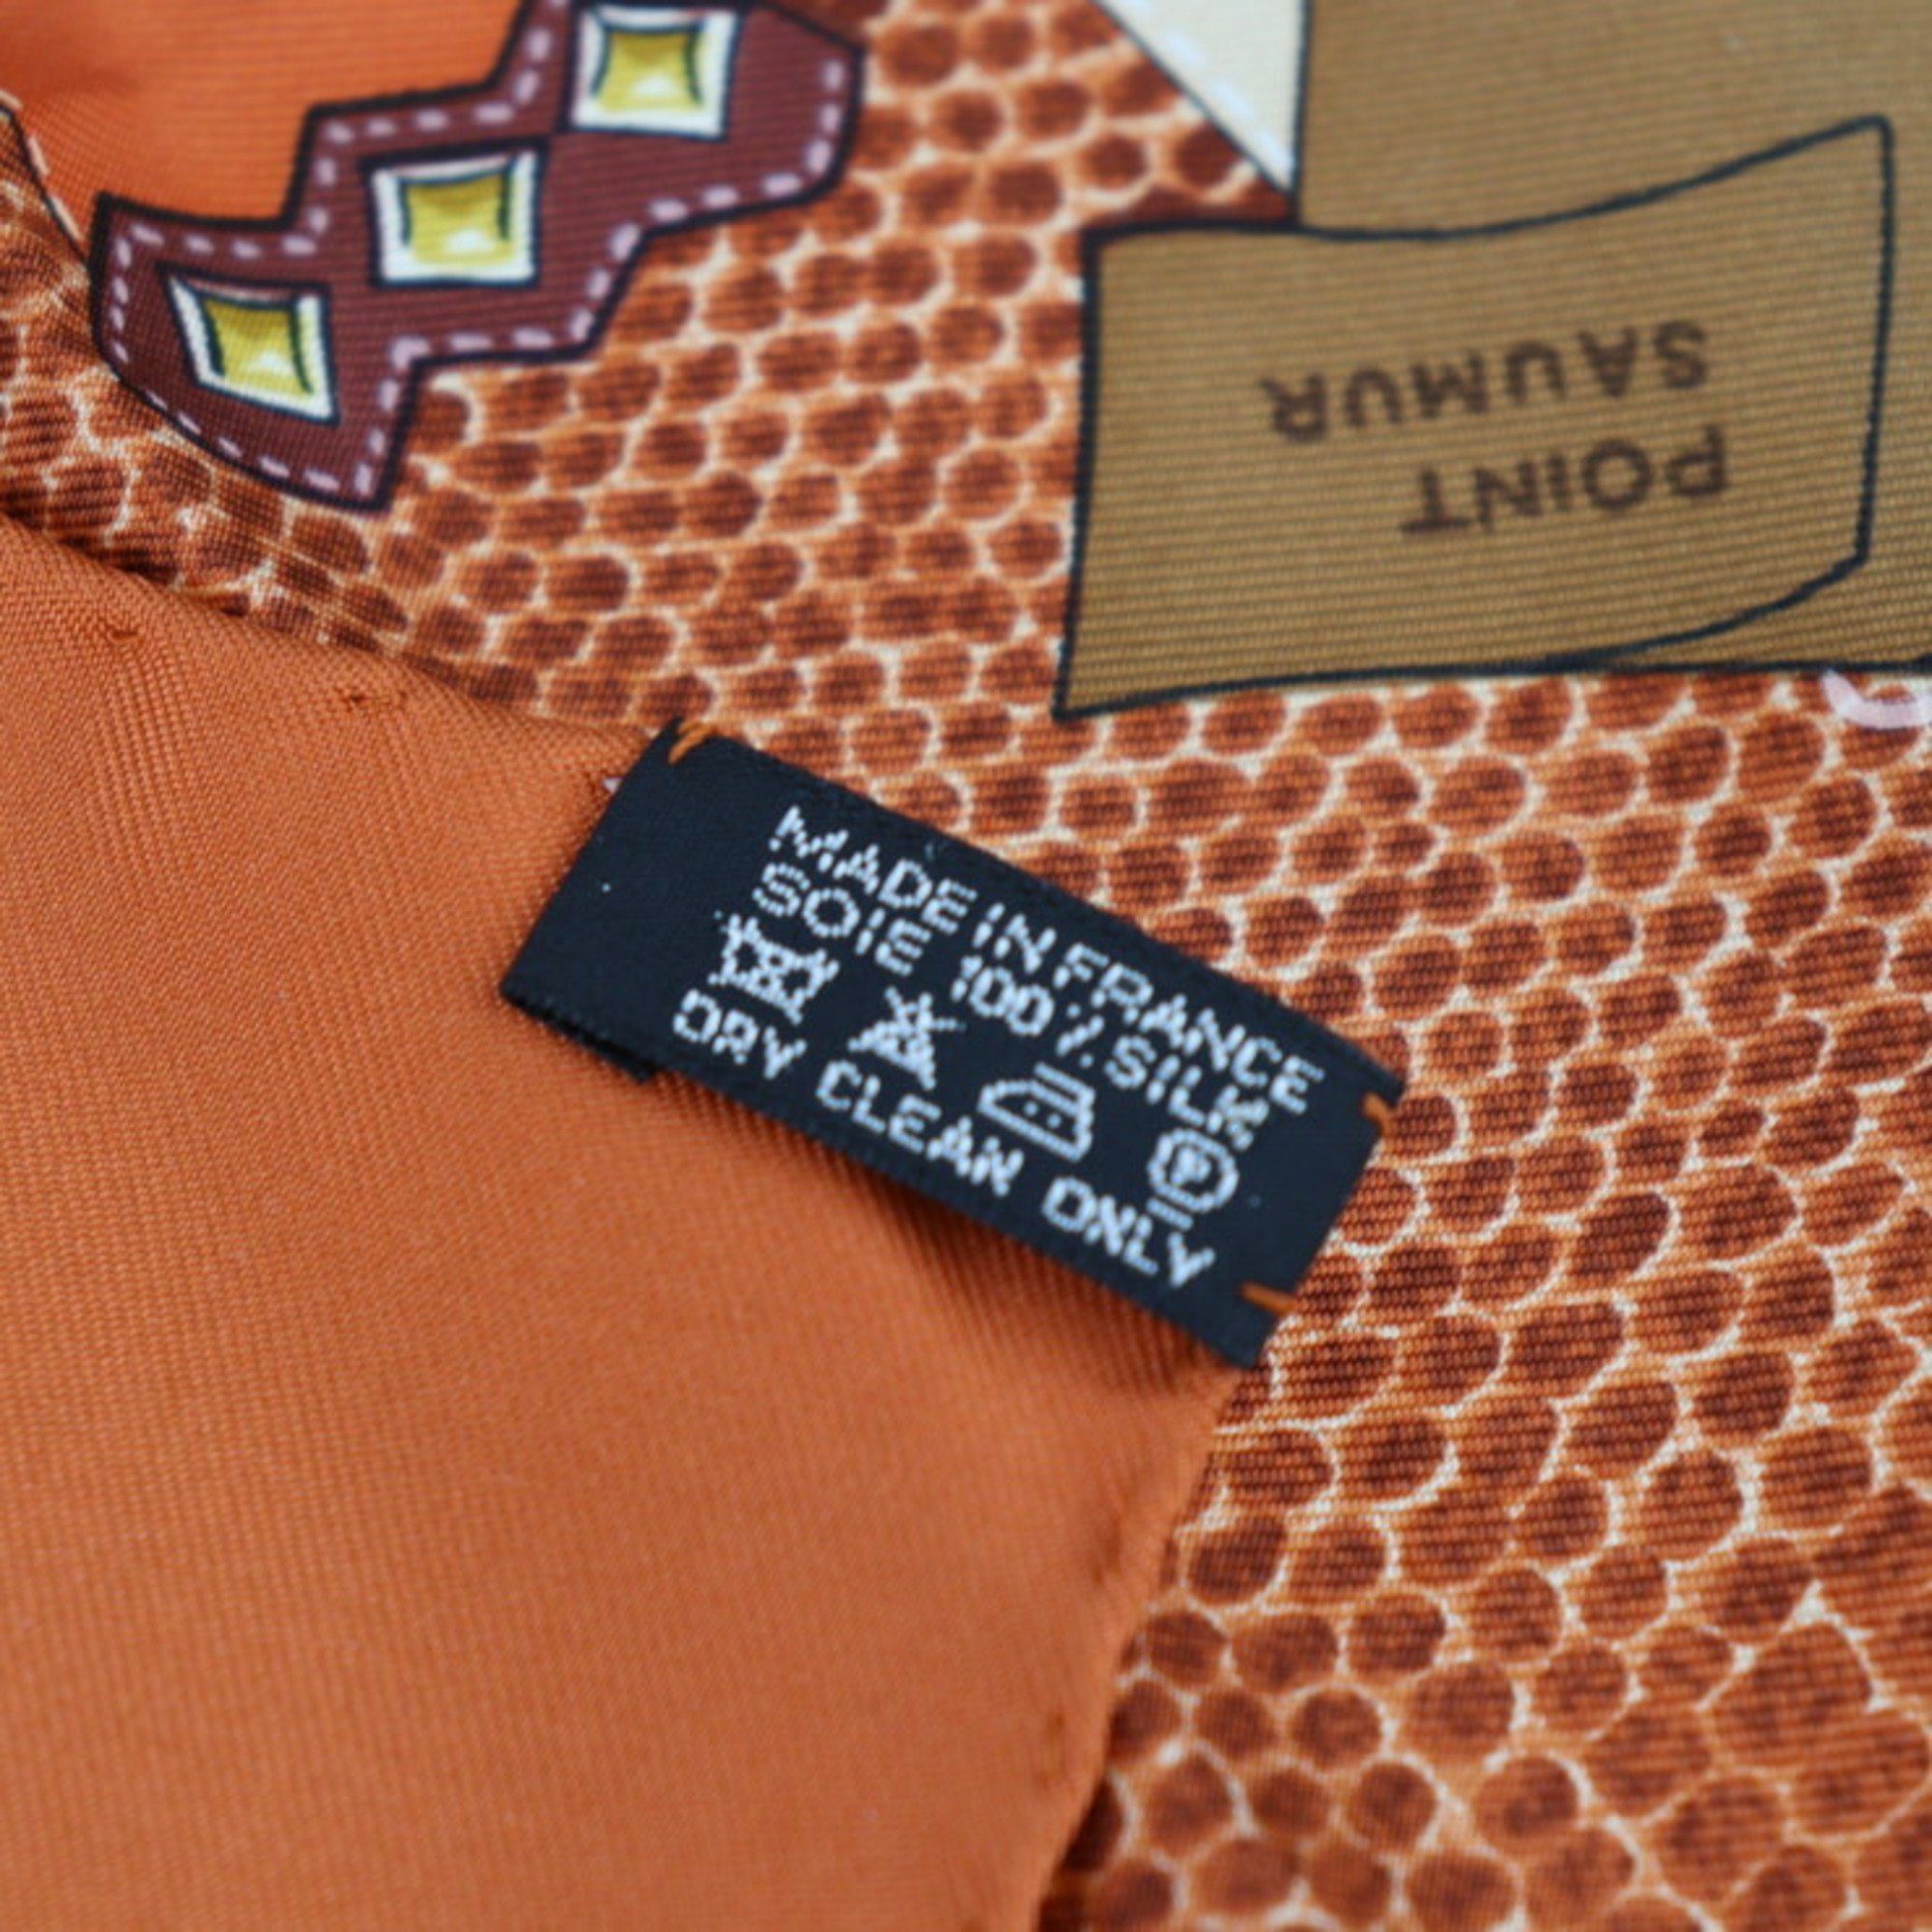 POINT
SAUMUR
MADE IN FRANCE
SOIE 100 % SILK
P
DRY CLEAN ONLY